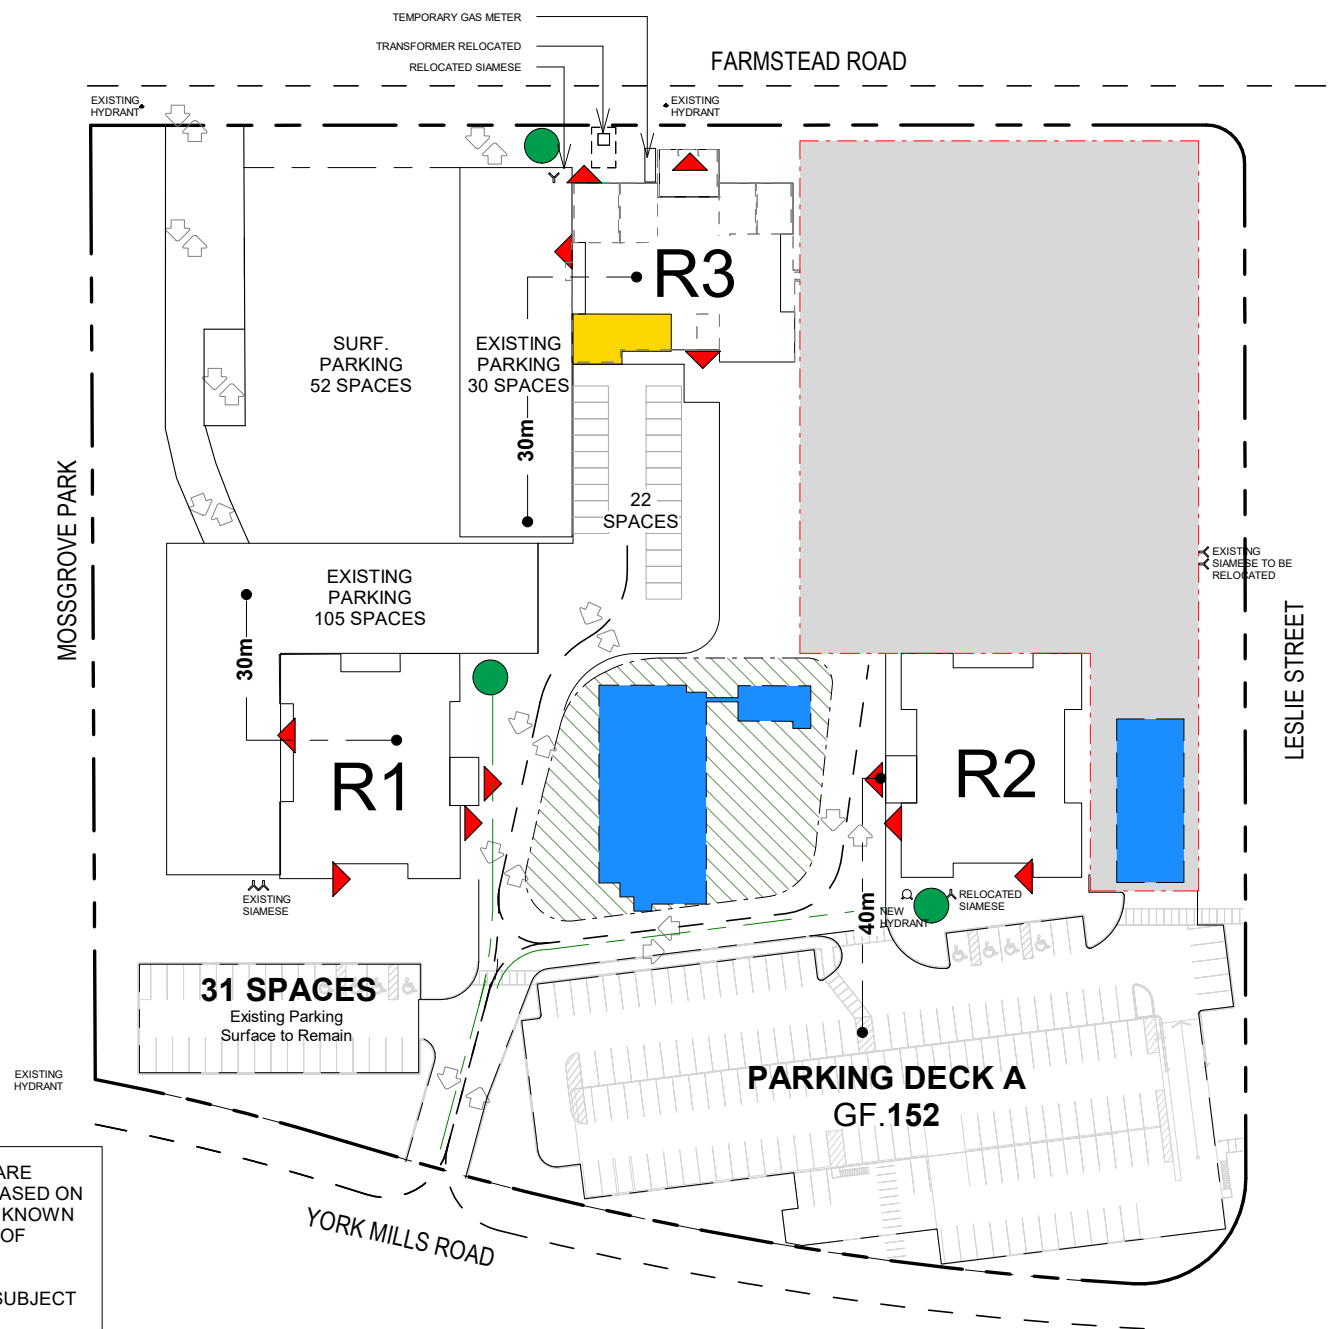 TEMPORARY GAS METER
TRANSFORMER RELOCATED
RELOCATED SIAMESE
FARMSTEAD ROAD
EXISTING
HYDRANT
EXISTING
HYDRANT
R3
SURF.
PARKING
52 SPACES
EXISTING
PARKING
30 SPACES
30m
22
SPACES
MOSSGROVE PARK
EXISTING
SIAMESE TO BE
RELOCATED
EXISTING
PARKING
105 SPACES
30m
LESLIE STREET
R1
R2
EXISTING
SIAMESE
40m
NEW
HYDRANT
RELOCATED
SIAMESE
31 SPACES
Existing Parking
Surface to Remain
EXISTING
HYDRANT
PARKING DECK A
GF.152
YORK MILLS ROAD
ARE
ASED ON
KNOWN
OF
SUBJECT